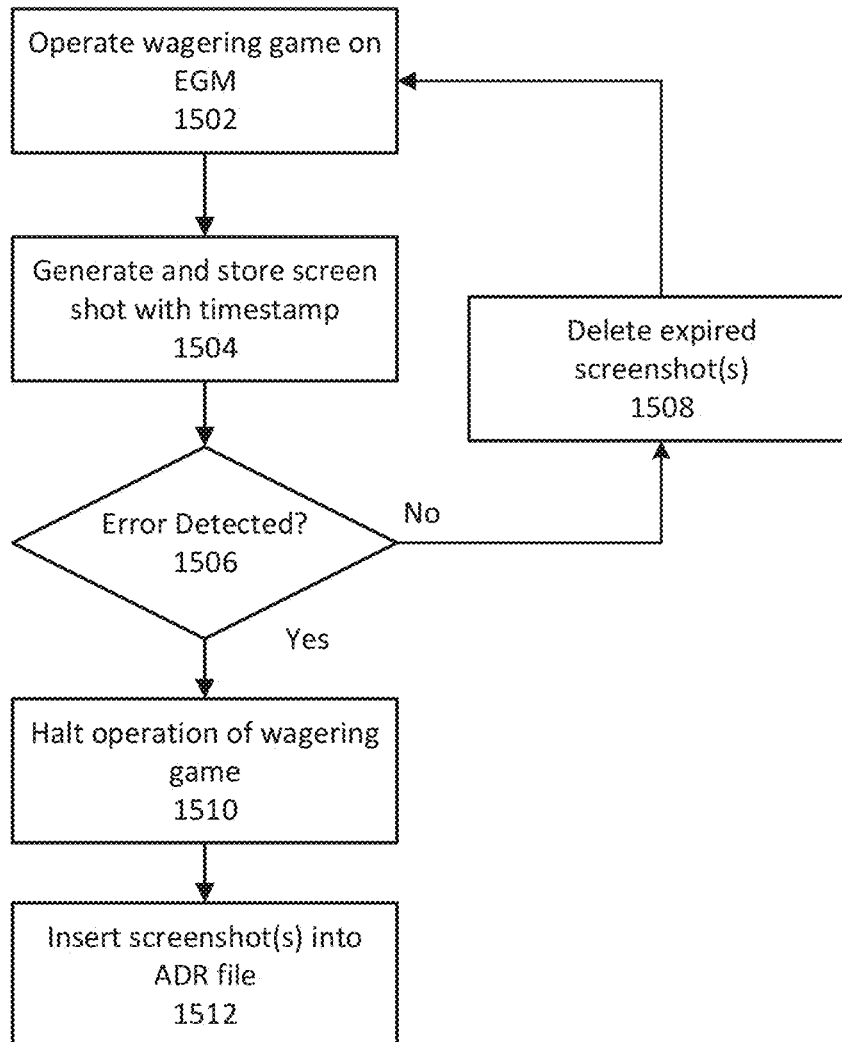 Operate wagering game on
EGM
1502
Generate and store screen
shot with timestamp
1504
Delete expired
screenshot(s)
1508
Error Detected?
1506
No
Yes
Halt operation of wagering
game
1510
Insert screenshot(s) into
ADR file
1512